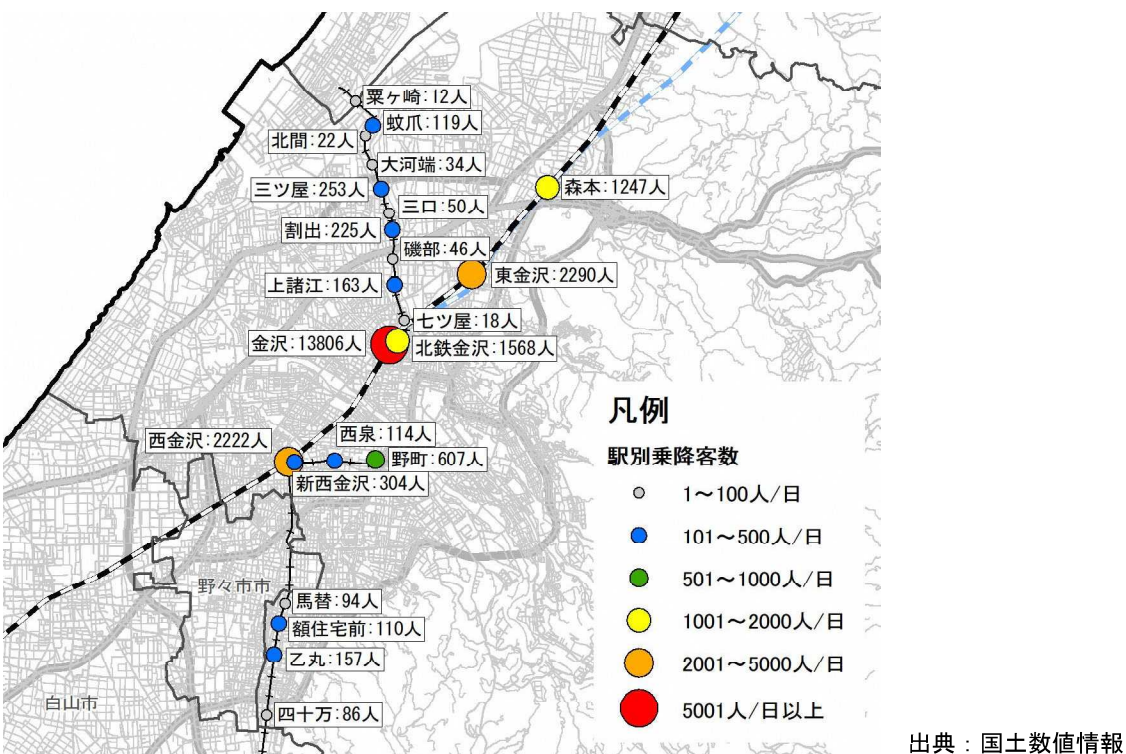 粟ヶ崎:12人
蚊爪:119人
北間:22人
大河端:34人
三ツ屋:253人
森本:1247人
三口:50人
割出:225人
磯部:46人
東金沢:2290人
上諸江:163人
七ツ屋:18人
金沢:13806人
北鉄金沢:1568人
西金沢:2222人
西泉:114人
野町:607人
新西金沢:304人
野々市市
馬替:94人
額住宅前:110人
乙丸:157人
白山市
四十万:86人
凡例
駅別乗降客数
1～100人/日
101～500人/日
501～1000人/日
1001～2000人/日
2001～5000人/日
5001人/日以上
出典：国土数値情報